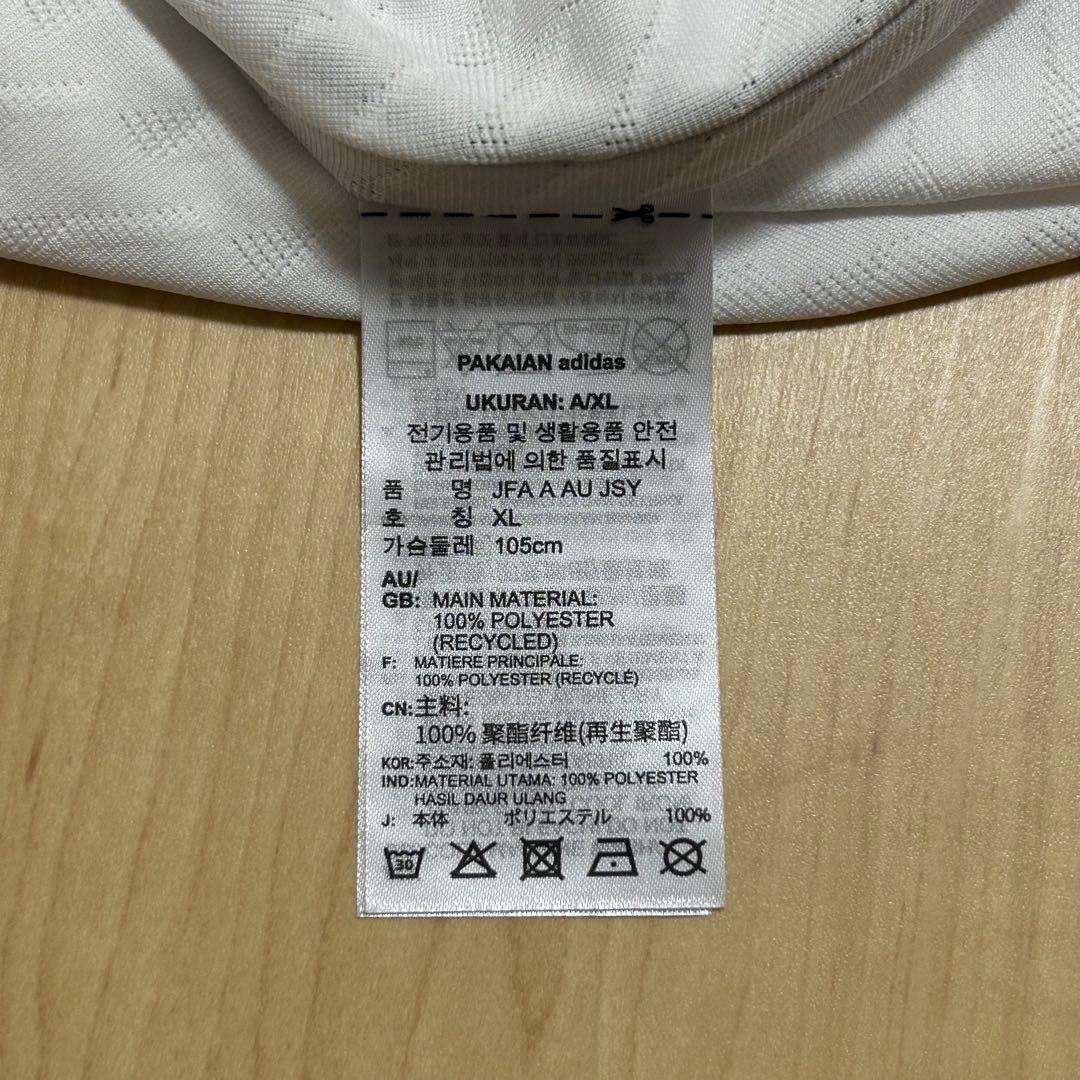 PAKAIAN adidas
UKURAN: A/XL
전기용품 및 생활용품 안전
관리법에 의한 품질표시
품 명 JFA A AU JSY
호 칭 XL
가슴둘레 105cm
AU/
GB: MAIN MATERIAL:
100% POLYESTER
(RECYCLED)
F: MATIERE PRINCIPALE:
100% POLYESTER (RECYCLÉ)
CN:主料:
100% 聚酯纤维(再生聚酯)
KOR:주소재: 폴리에스터 100%
IND:MATERIAL UTAMA: 100% POLYESTER
HASIL DAUR ULANG
J: 本体 ポリエステル 100%
30